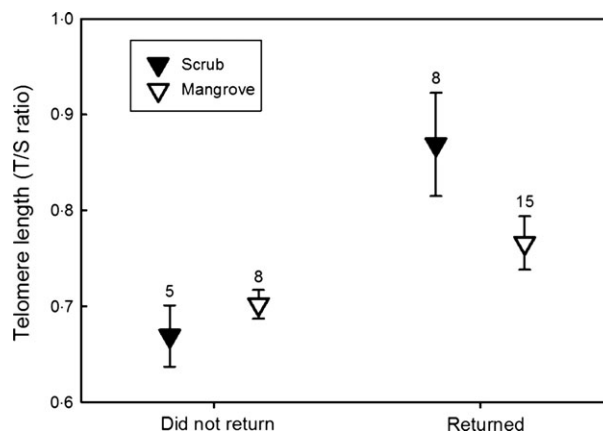 1·0
Scrub
Mangrove
8
0·9
15
0·8
5
8
0·7
0·6
Did not return
Returned
Telomere length (T/S ratio)